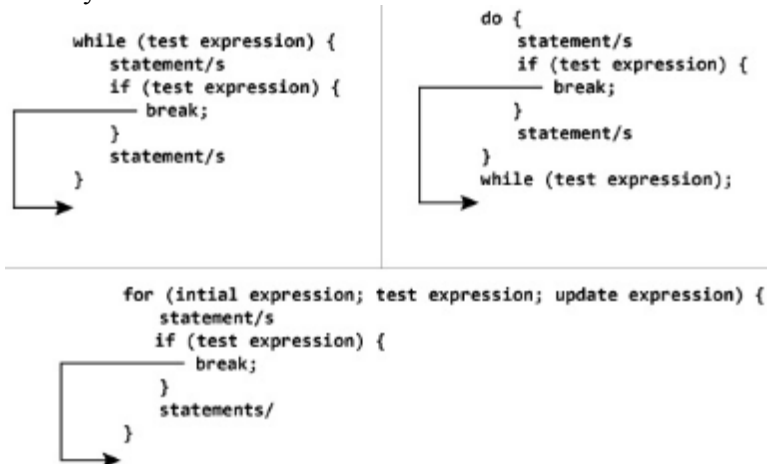 while (test expression) {
statement/s
if (test expression) {
break;
}
statement/s
}
do {
statement/s
if (test expression) {
break;
}
statement/s
}
while (test expression);
for (intial expression; test expression; update expression) {
statement/s
if (test expression) {
break;
}
statements/
}